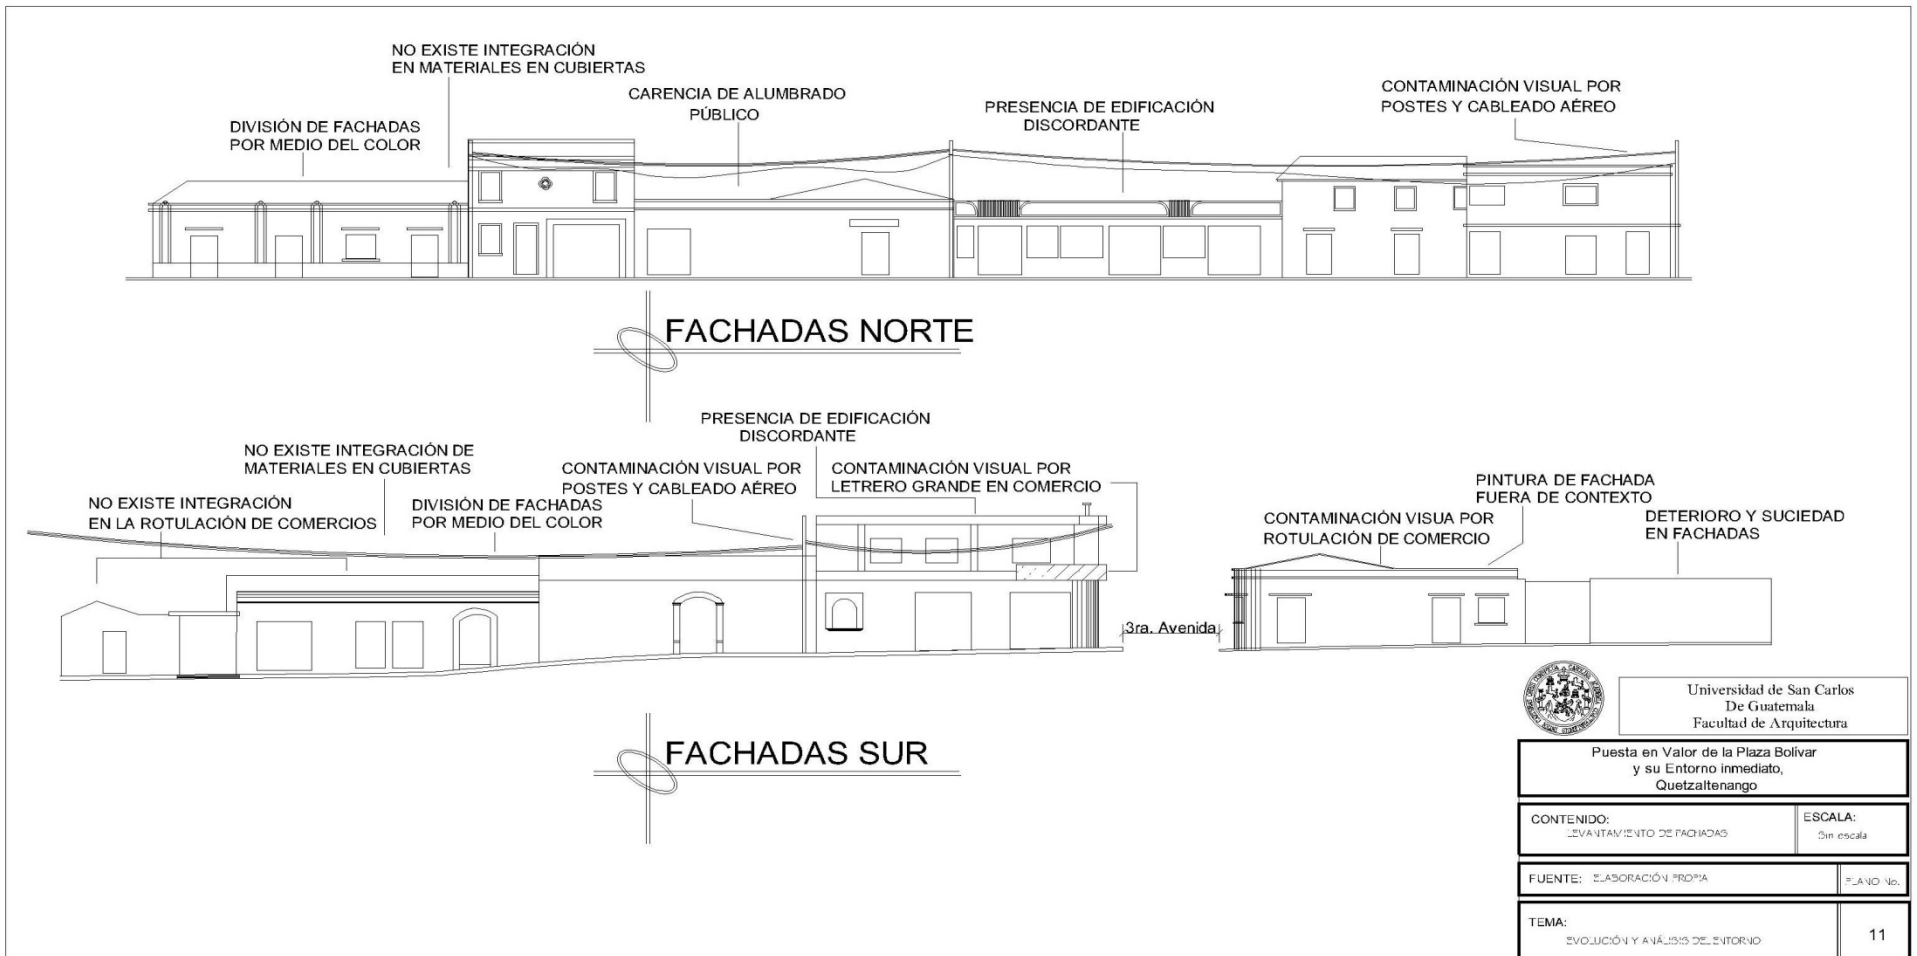 NO EXISTE INTEGRACIÓN
EN MATERIALES EN CUBIERTAS
DIVISIÓN DE FACHADAS
POR MEDIO DEL COLOR
CARENCIA DE ALUMBRADO
PÚBLICO
PRESENCIA DE EDIFICACIÓN
DISCORDANTE
CONTAMINACIÓN VISUAL POR
POSTES Y CABLEADO AÉREO
FACHADAS NORTE
NO EXISTE INTEGRACIÓN
EN LA ROTULACIÓN DE COMERCIOS
NO EXISTE INTEGRACIÓN DE
MATERIALES EN CUBIERTAS
DIVISIÓN DE FACHADAS
POR MEDIO DEL COLOR
CONTAMINACIÓN VISUAL POR
POSTES Y CABLEADO AÉREO
PRESENCIA DE EDIFICACIÓN
DISCORDANTE
CONTAMINACIÓN VISUAL POR
LETRERO GRANDE EN COMERCIO
3ra. Avenida
CONTAMINACIÓN VISUA POR
ROTULACIÓN DE COMERCIO
PINTURA DE FACHADA
FUERA DE CONTEXTO
DETERIORO Y SUCIEDAD
EN FACHADAS
FACHADAS SUR
Universidad de San Carlos
De Guatemala
Facultad de Arquitectura
Puesta en Valor de la Plaza Bolívar
y su Entorno inmediato,
Quetzaltenango
CONTENIDO:
LEVANTAMIENTO DE FACHADAS
ESCALA:
Sin escala
FUENTE: ELABORACIÓN PROPIA
PLANO No.
TEMA:
EVOLUCIÓN Y ANÁLISIS DEL ENTORNO
11